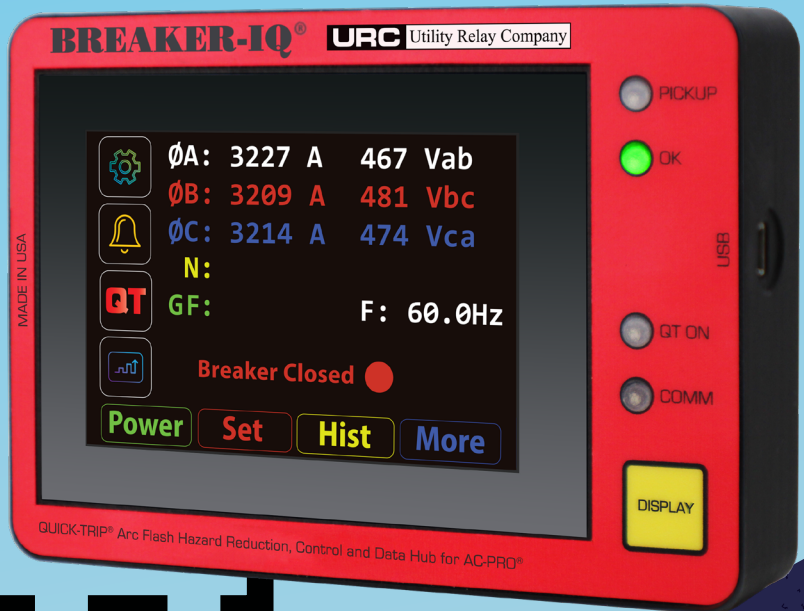 BREAKER-IQ® URC Utility Relay Company
PICKUP
OK
ØA: 3227 A 467 Vab
ØB: 3209 A 481 Vbc
ØC: 3214 A 474 Vca
N:
QT GF: F: 60.0Hz
Breaker Closed
Power Set Hist More
MADE IN USA
USB
QT ON
COMM
DISPLAY
QUICK-TRIP® Arc Flash Hazard Reduction, Control and Data Hub for AC-PRO®